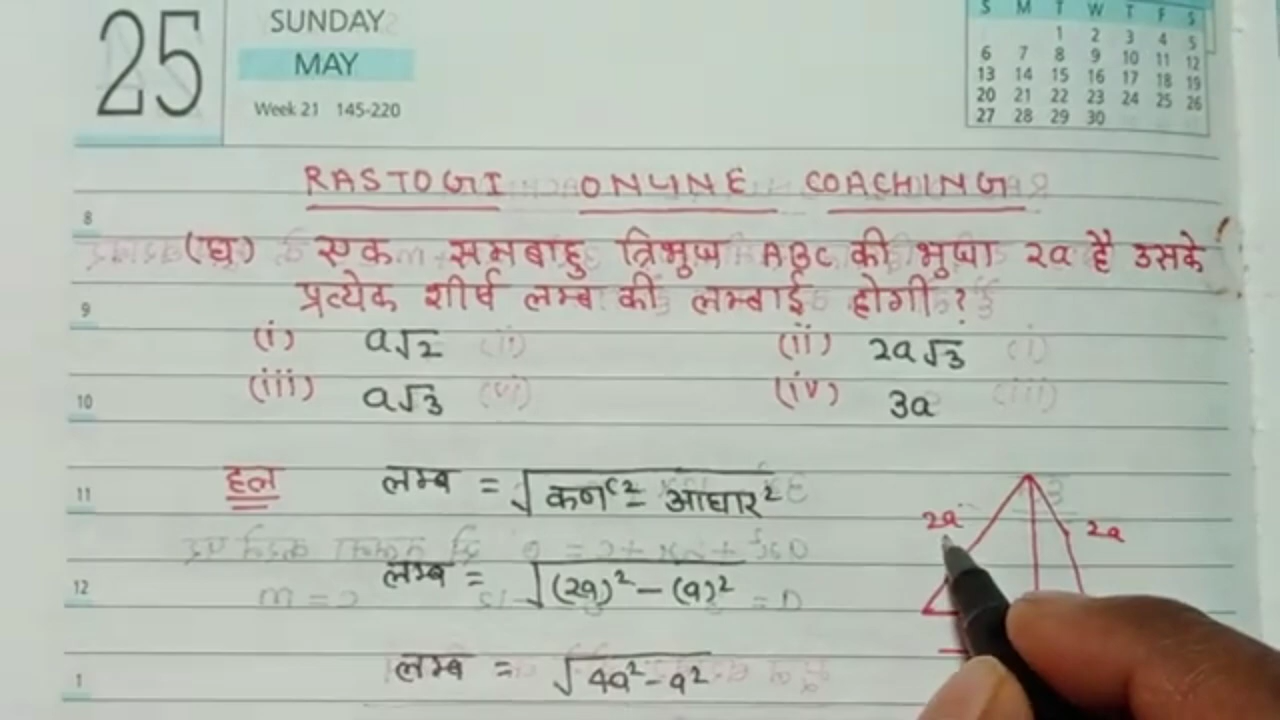 25
SUNDAY
MAY
Week 21 145-220
S M T W T F S
1 2 3 4 5
6 7 8 9 10 11 12
13 14 15 16 17 18 19
20 21 22 23 24 25 26
27 28 29 30
RASTOGI ONLINE COACHING
8
(घ) एक समबाहु त्रिभुज ABC की भुजा 2a है उसके
प्रत्येक शीर्ष लम्ब की लम्बाई होगी?
9
(i) a√2 (ii) 2a√3
(iii) a√3 (iv) 3a
10
हल लम्ब = √कर्ण² - आधार²
11
2a 2a
लम्ब = √(2a)² - (a)²
12
लम्ब = √4a² - a²
1